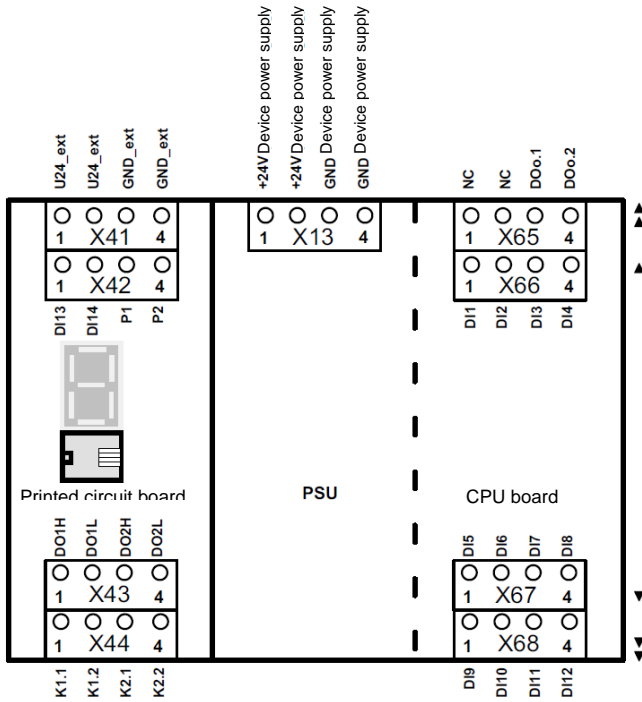 +24V Device power supply
+24V Device power supply
GND Device power supply
GND Device power supply
U24_ext
U24_ext
GND_ext
GND_ext
NC
NC
DOo.1
DOo.2
1 X41 4
1 X13 4
1 X65 4
1 X42 4
1 X66 4
DI13
DI14
P1
P2
DI1
DI2
DI3
DI4
Printed circuit board
PSU
CPU board
DO1H
DO1L
DO2H
DO2L
DI5
DI6
DI7
DI8
1 X43 4
1 X67 4
1 X44 4
1 X68 4
K1.1
K1.2
K2.1
K2.2
DI9
DI10
DI11
DI12